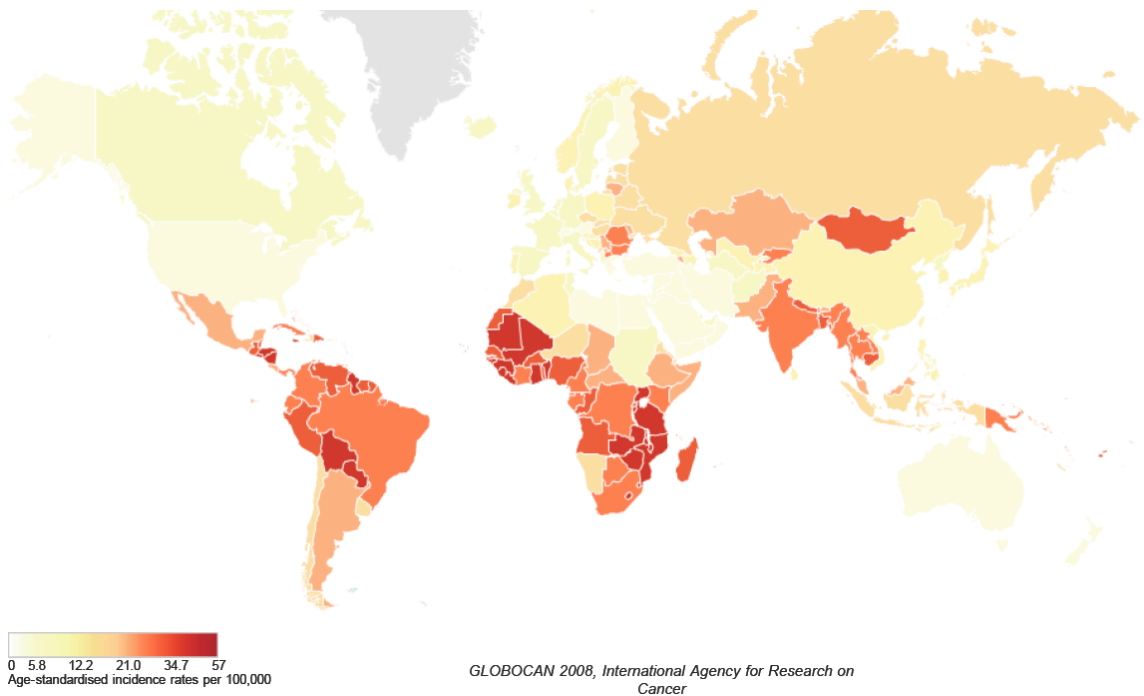 0 5.8 12.2 21.0 34.7 57
Age-standardised incidence rates per 100,000
GLOBOCAN 2008, International Agency for Research on
Cancer